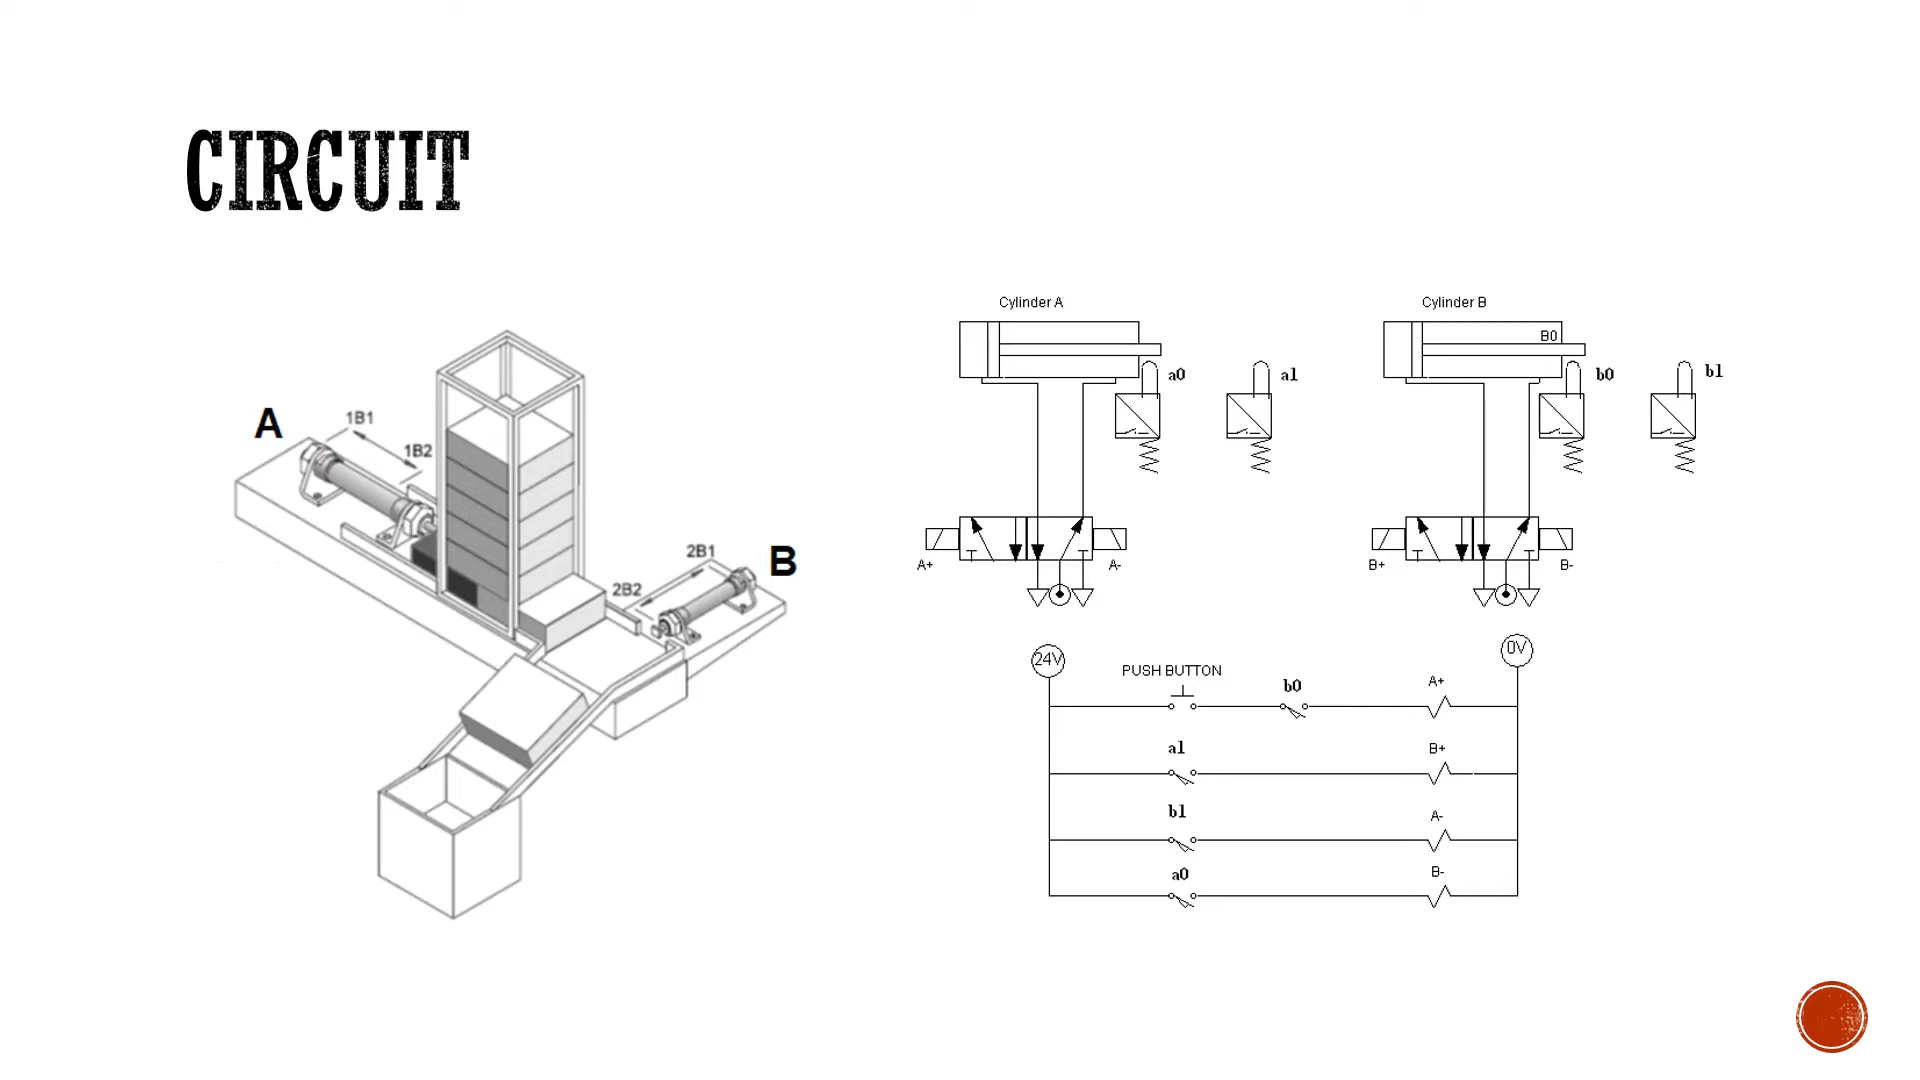 CIRCUIT
A
1B1
1B2
2B1
B
2B2
Cylinder A
a0
a1
A+
A-
Cylinder B
B0
b0
b1
B+
B-
24V
0V
PUSH BUTTON
b0
A+
a1
B+
b1
A-
a0
B-